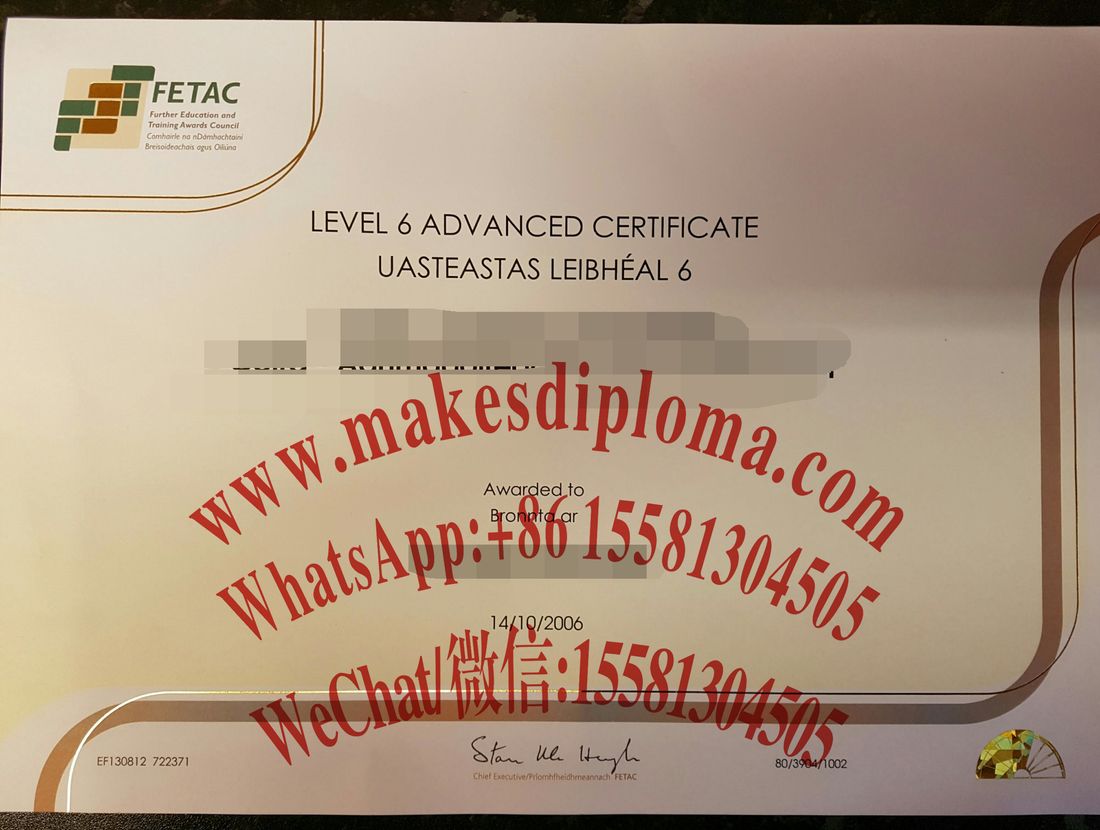 FETAC
Further Education and
Training Awards Council
Comhairle na nDámhachtainí
Breisoideachais agus Oiliúna
LEVEL 6 ADVANCED CERTIFICATE
UASTEASTAS LEIBHÉAL 6
www.makesdiploma.com
Awarded to
Bronnta ar
WhatsApp:+86 15581304505
14/10/2006
WeChat/微信:15581304505
EF130812 722371
Chief Executive/Príomhfheidhmeannach FETAC
80/3904/1002